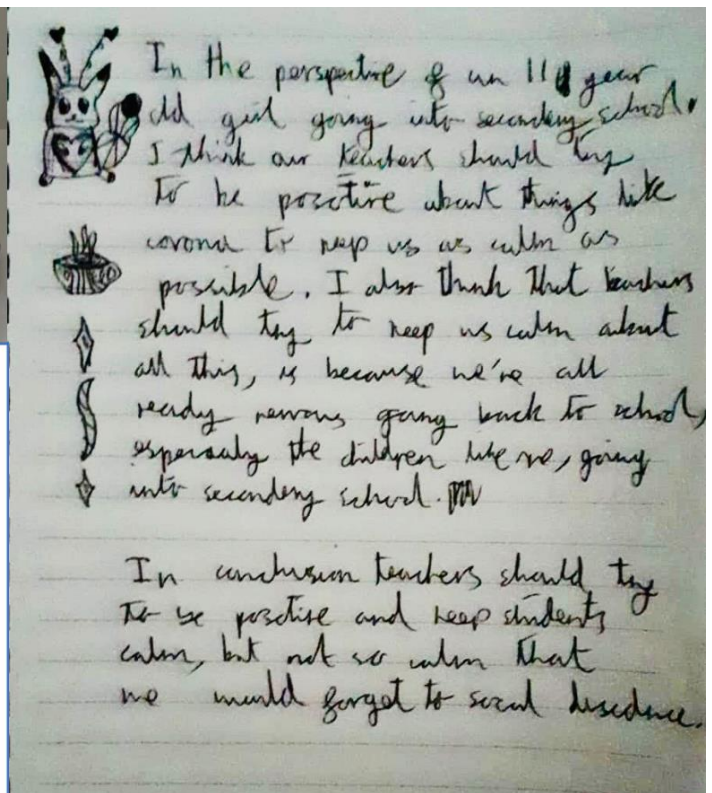 In the perspective of an 11 year
old girl going into secondery school.
I think our teachers should try
to be positive about things like
corona to keep us as calm as
possible. I also think that teachers
should try to keep us calm about
all this, is because we're all
ready nervous going back to school,
especially the children like me, going
into secondery school.
In conclusion teachers should try
to be positive and keep students
calm, but not so calm that
we would forget to social disedence.